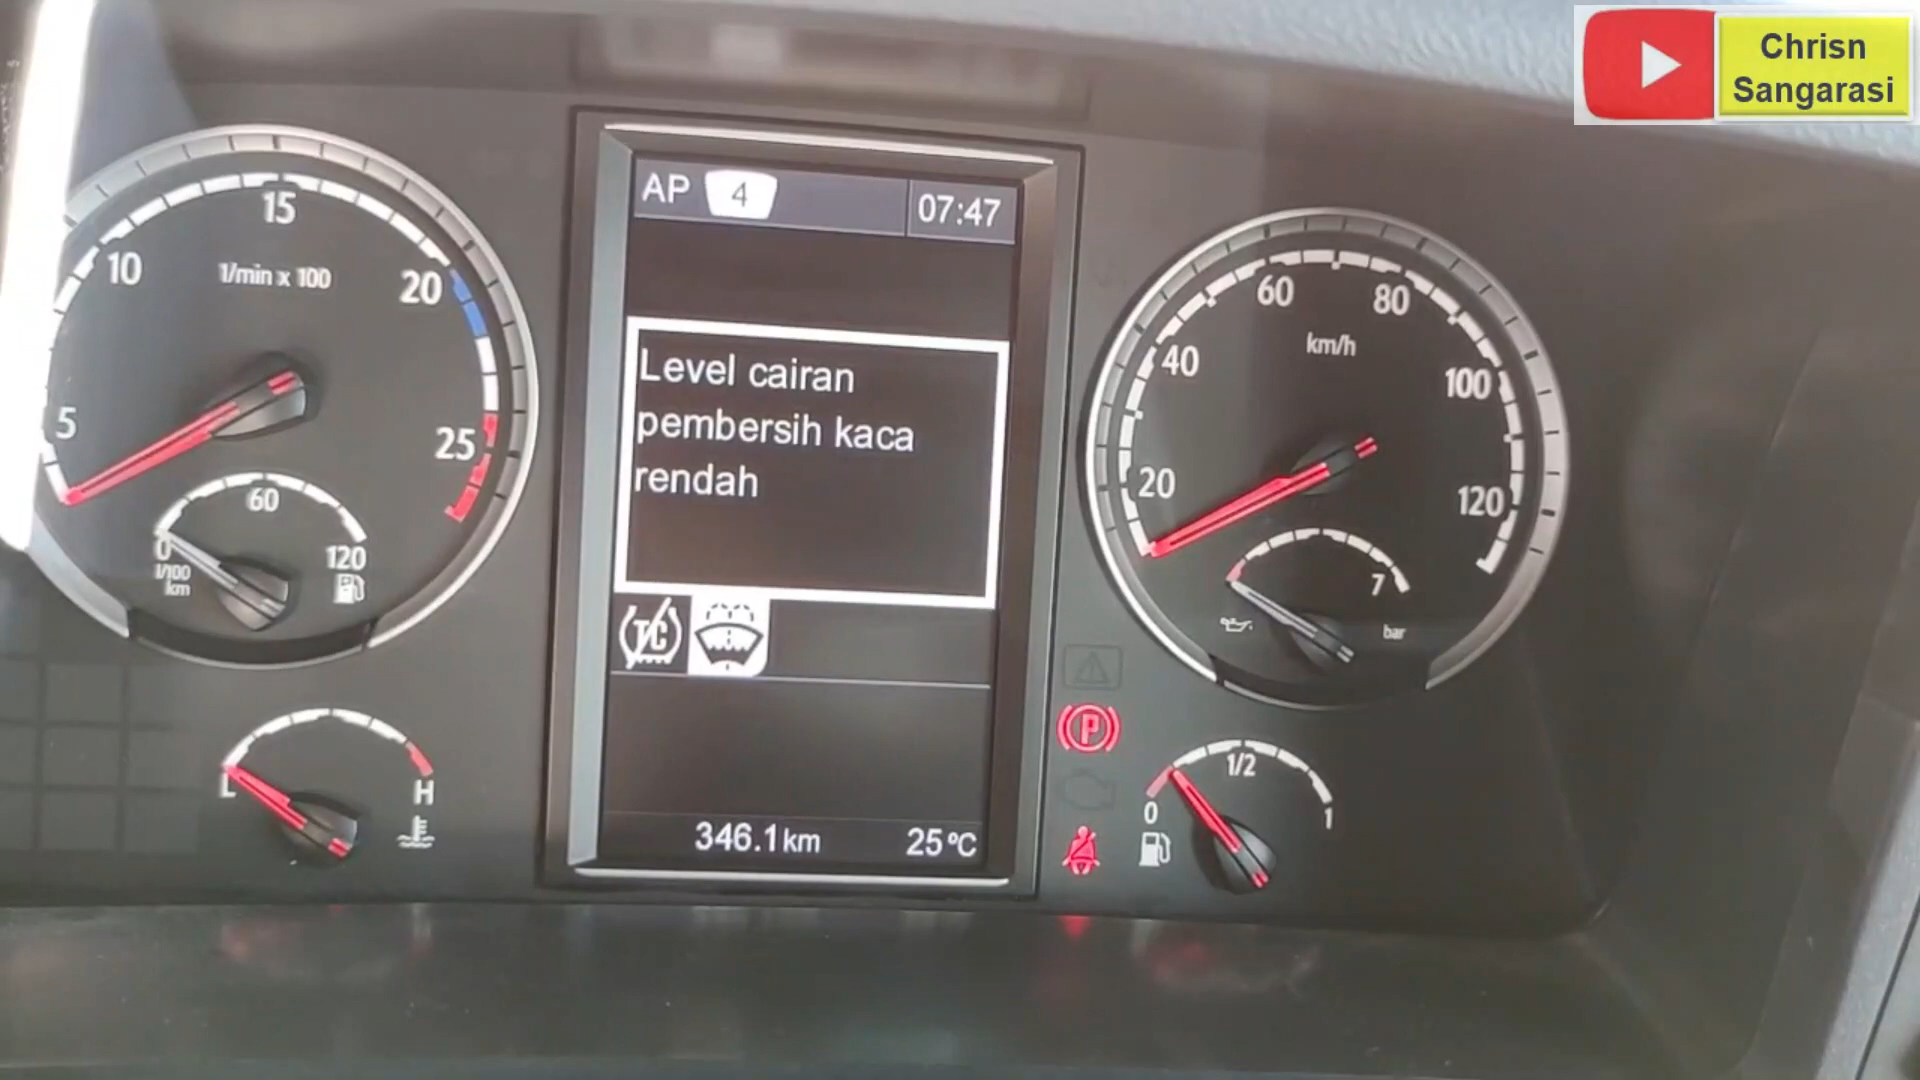 Chrisn
Sangarasi
AP 4 07:47
Level cairan
pembersih kaca
rendah
TC
346.1 km 25 °C
5
10
15
20
25
1/min x 100
0
60
120
l/100
km
L
H
20
40
60
80
100
120
km/h
7
bar
P
0
1/2
1